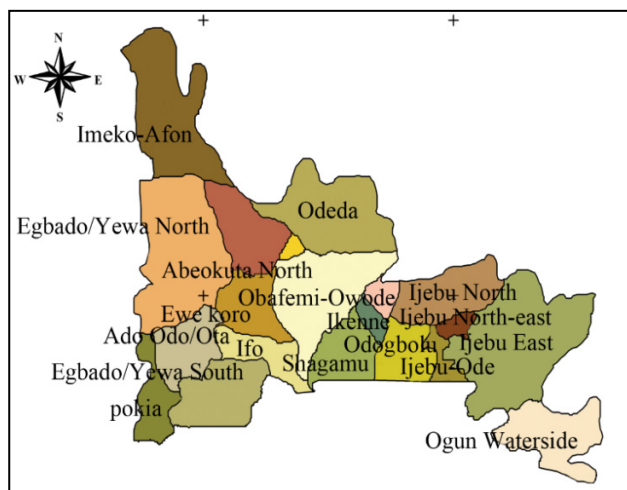 N
W E
S
Imeko-Afon
Odeda
Egbado/Yewa North
Abeokuta North
Ijebu North
Obafemi-Owode
Ewe koro
Ijebu North-east
Ikenne
Ado Odo/Ota
Ijebu East
Ifo
Odogbolu
Shagamu
Ijebu-Ode
Egbado/Yewa South
pokia
Ogun Waterside